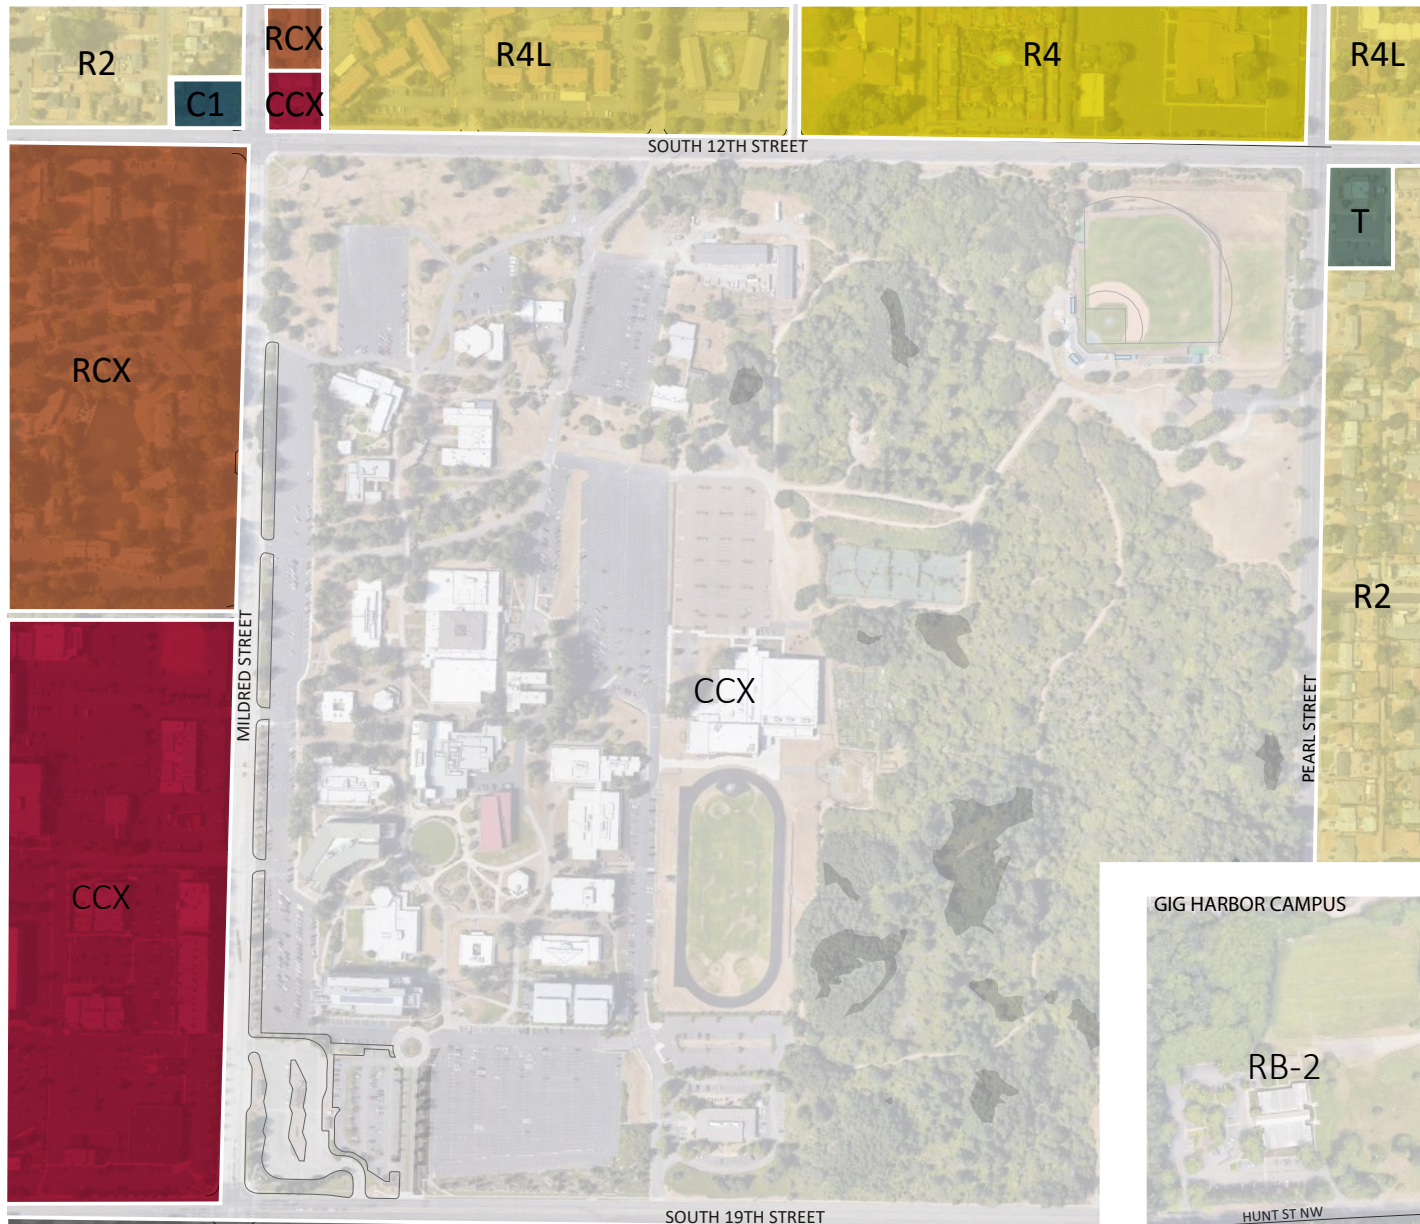 RCX
R2
R4L
R4
R4L
C1
CCX
SOUTH 12TH STREET
T
RCX
R2
MILDRED STREET
CCX
PEARL STREET
CCX
GIG HARBOR CAMPUS
RB-2
HUNT ST NW
SOUTH 19TH STREET